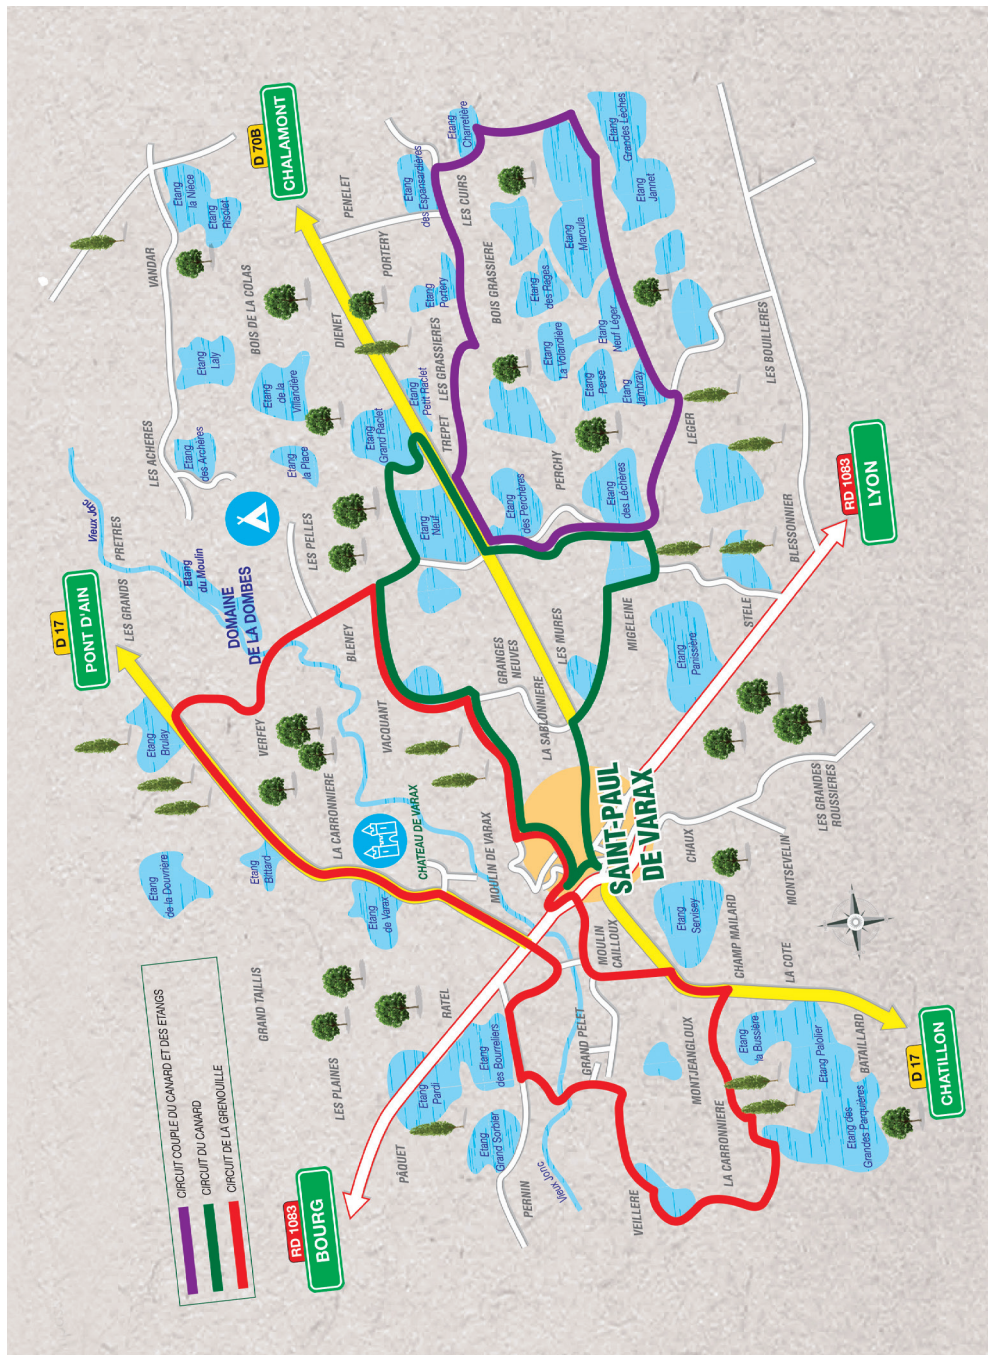 D 70B
CHALAMONT
D 17
PONT D'AIN
RD 1083
LYON
RD 1083
BOURG
D 17
CHATILLON
SAINT-PAUL
DE VARAX
CIRCUIT COUPLE DU CANARD ET DES ETANGS
CIRCUIT DU CANARD
CIRCUIT DE LA GRENOUILLE
DOMAINE
DE LA DOMBES
CHATEAU DE VARAX
VANDAR
Etang
la Nièce
Etang
Risolet
BOIS DE LA COLAS
PENELET
PORTERY
DIENET
Etang
des Espansardières
Etang
Charretière
LES CUIRS
Etang
Grandes Lèches
Etang
Jannet
Etang
Marcula
BOIS GRASSIERE
Etang
des Rages
Etang
Portery
LES GRASSIERES
Etang
La Volandière
Etang
Neuf Léger
Etang
Perse
Etang
Jambray
LES BOUILLERES
LEGER
Etang
Laly
Etang
de la
Villardière
LES ACHERES
Etang
des Archères
Etang
la Place
Etang
Grand Raclet
Etang
Petit Raclet
TREPET
PERCHY
Etang
des Perchères
Etang
des Léchères
BLESSONNIER
Vieux Jonc
PRETRES
LES GRANDS
Etang
du Moulin
LES PELLES
Etang
Neuf
BLENEY
GRANGES
NEUVES
LES MURES
MIGELEINE
STELE
Etang
Panissière
LA SABLONNIERE
VACQUANT
VERFEY
Etang
Brulay
LA CARRONNIERE
Etang
Bittard
Etang
de la Douvrière
Etang
de Varax
MOULIN DE VARAX
CHAUX
LES GRANDES
ROUSSIERES
MONTSEVELIN
Etang
Servisey
CHAMP MAILARD
LA COTE
MOULIN
CAILLOUX
GRAND TAILLIS
RATEL
LES PLAINES
Etang
des Bourreliers
Etang
Pardi
GRAND PELET
MONTJEANGLOUX
Etang
la Bussière
Etang Palolier
BATAILLARD
Etang des
Grandes Parquières
LA CARRONNIERE
PÂQUET
Etang
Grand Sorbier
PERNIN
Vieux Jonc
VEILLERE